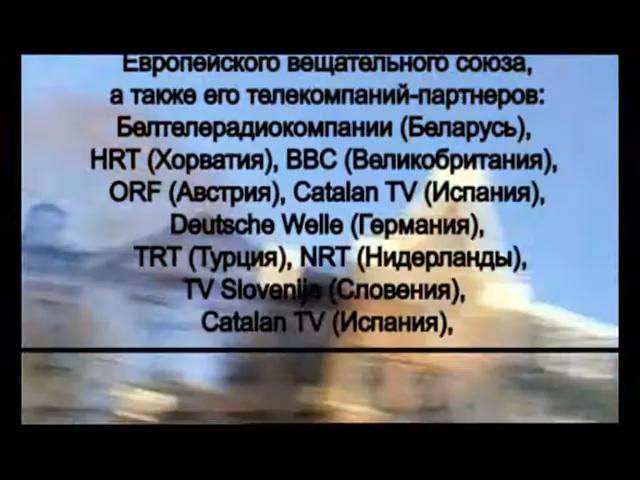 Европейского вещательного союза,
а также его телекомпаний-партнеров:
Белтелерадиокомпании (Беларусь),
HRT (Хорватия), BBC (Великобритания),
ORF (Австрия), Catalan TV (Испания),
Deutsche Welle (Германия),
TRT (Турция), NRT (Нидерланды),
TV Slovenije (Словения),
Catalan TV (Испания),